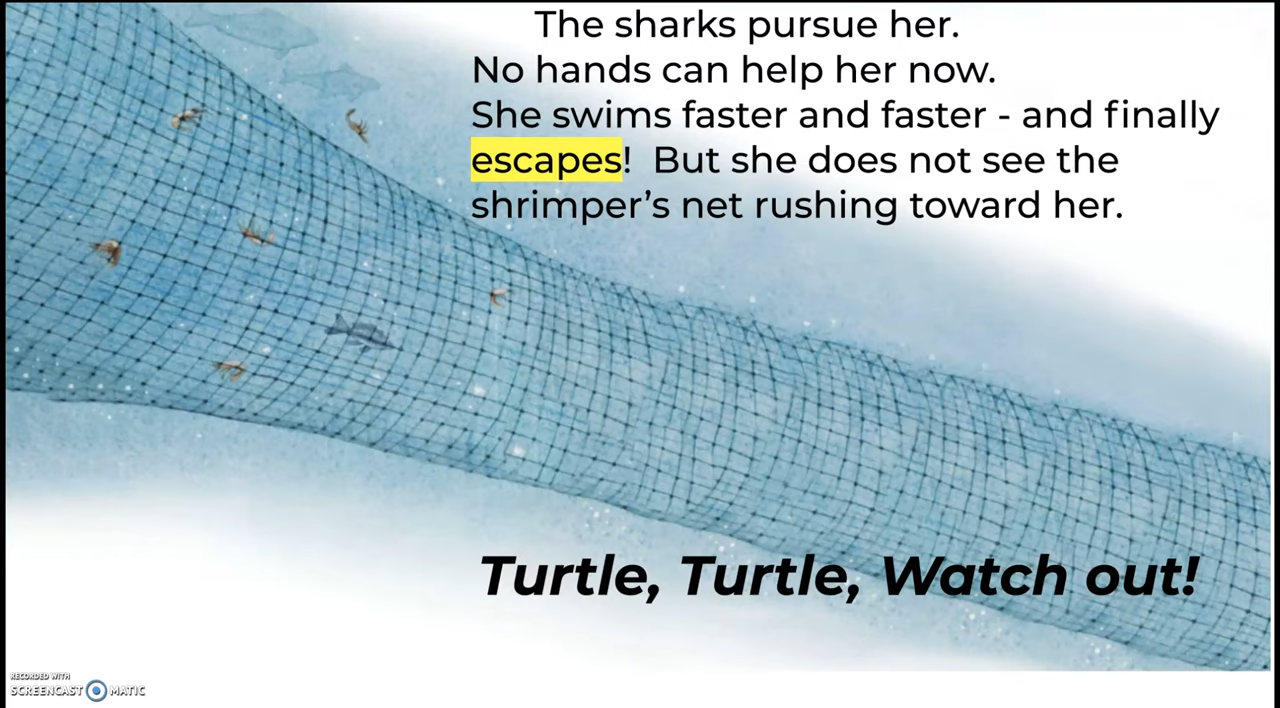 The sharks pursue her.
No hands can help her now.
She swims faster and faster - and finally
escapes!  But she does not see the
shrimper’s net rushing toward her.
Turtle, Turtle, Watch out!
RECORDED WITH
SCREENCAST MATIC